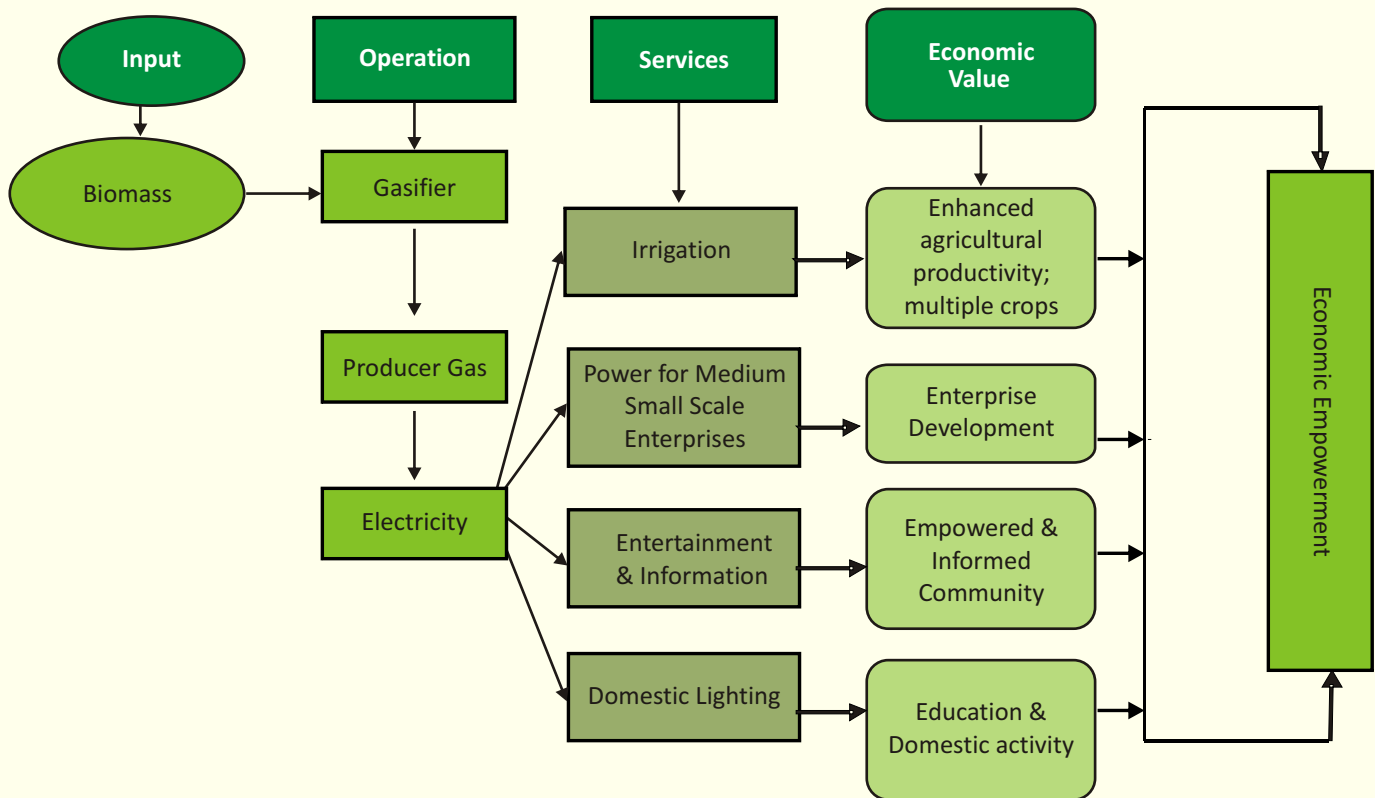 Input
Operation
Services
Economic
Value
Biomass
Gasifier
Producer Gas
Electricity
Irrigation
Power for Medium
Small Scale
Enterprises
Entertainment
& Information
Domestic Lighting
Enhanced
agricultural
productivity;
multiple crops
Enterprise
Development
Empowered &
Informed
Community
Education &
Domestic activity
Economic Empowerment